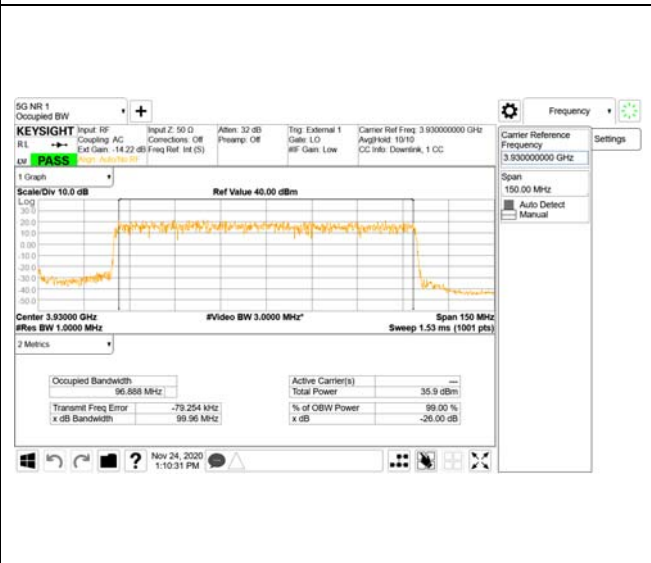 5G NR 1
Occupied BW
Frequency
KEYSIGHT
RL
PASS
Input: RF
Coupling: AC
Ext Gain: -14.22 dB
Align: Auto/No RF
Input Z: 50 Ω
Corrections: Off
Freq Ref: Int (S)
Atten: 32 dB
Preamp: Off
Trig: External 1
Gate: LO
#IF Gain: Low
Carrier Ref Freq: 3.930000000 GHz
Avg|Hold: 10/10
CC Info: Downlink, 1 CC
Carrier Reference
Frequency
3.930000000 GHz
Span
150.00 MHz
Auto Detect
Manual
Settings
1 Graph
Scale/Div 10.0 dB
Ref Value 40.00 dBm
Log
30.0
20.0
10.0
0.00
-10.0
-20.0
-30.0
-40.0
-50.0
Center 3.93000 GHz
#Video BW 3.0000 MHz*
Span 150 MHz
#Res BW 1.0000 MHz
Sweep 1.53 ms (1001 pts)
2 Metrics
Occupied Bandwidth
96.888 MHz
Transmit Freq Error -79.254 kHz
x dB Bandwidth 99.96 MHz
Active Carrier(s) ---
Total Power 35.9 dBm
% of OBW Power 99.00 %
x dB -26.00 dB
?
Nov 24, 2020
1:10:31 PM